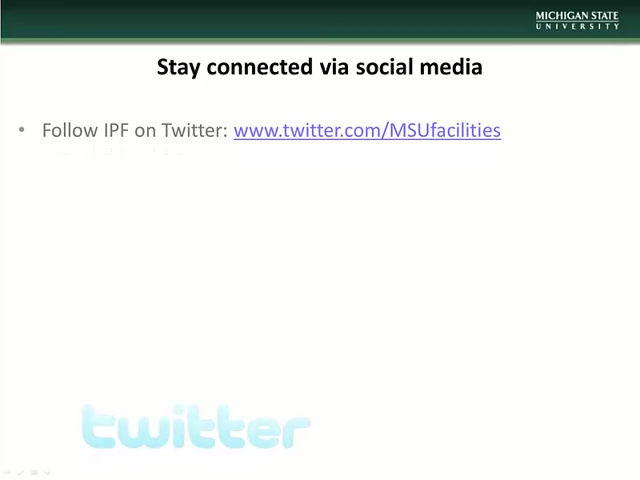 MICHIGAN STATE
UNIVERSITY
Stay connected via social media
• Follow IPF on Twitter: www.twitter.com/MSUfacilities
twitter